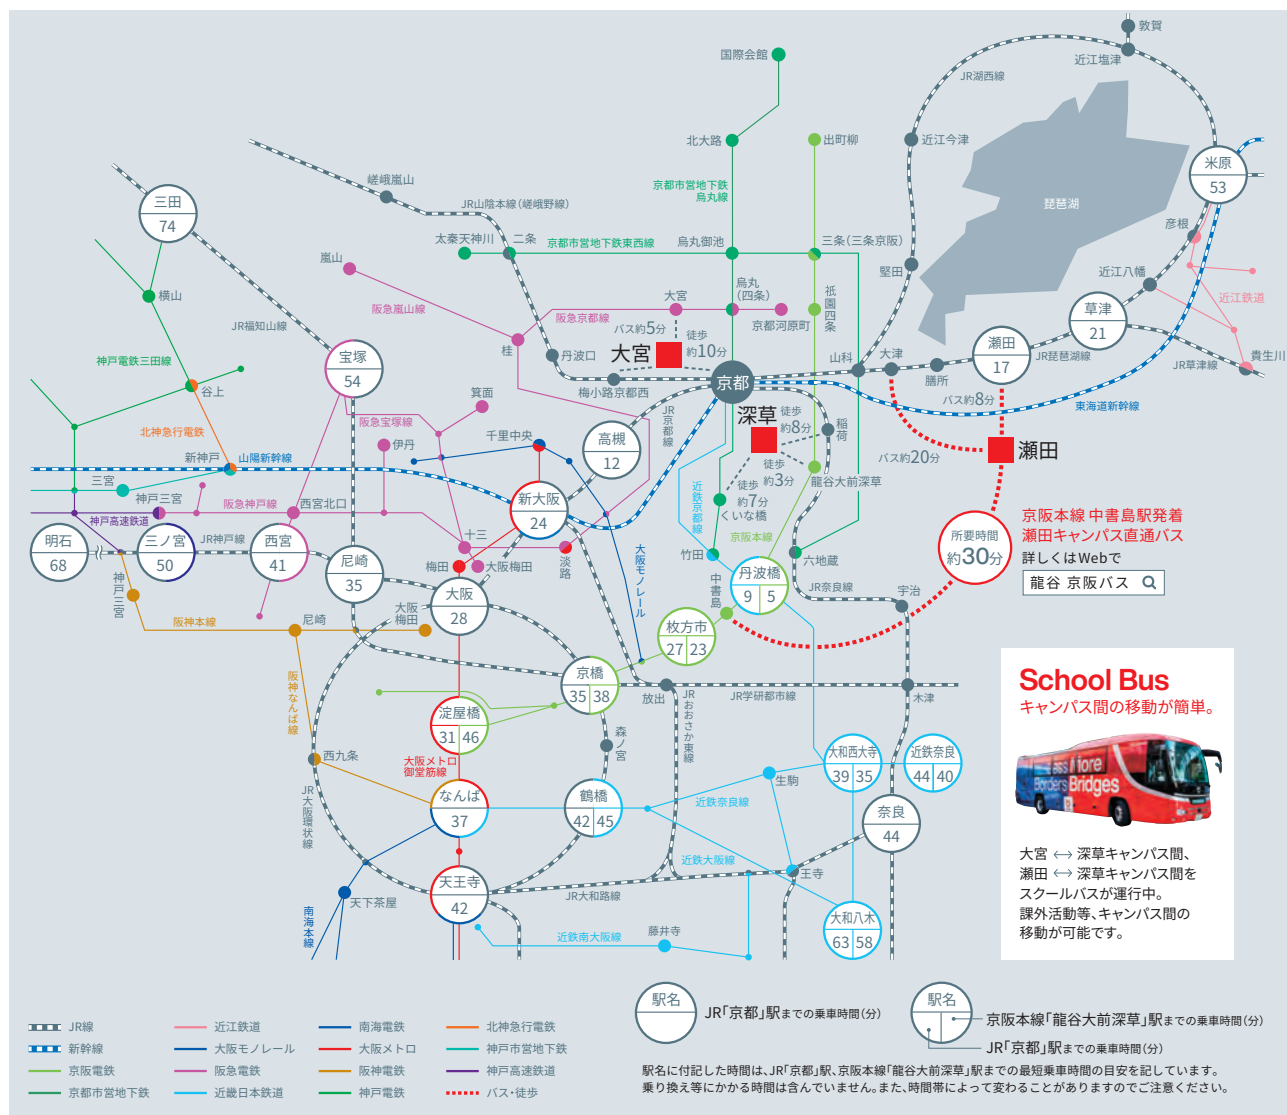 敦賀
近江塩津
JR湖西線
国際会館
北大路
出町柳
近江今津
米原
53
京都市営地下鉄
烏丸線
琵琶湖
嵯峨嵐山
JR山陰本線（嵯峨野線）
三田
74
太秦天神川
二条
京都市営地下鉄東西線
烏丸御池
三条（三条京阪）
彦根
堅田
近江八幡
嵐山
横山
大宮
烏丸
（四条）
祇園四条
近江鉄道
阪急嵐山線
阪急京都線
京都河原町
草津
21
JR福知山線
バス約5分
徒歩
約10分
大宮
桂
丹波口
山科
大津
膳所
瀬田
17
JR琵琶湖線
JR草津線
貴生川
宝塚
54
神戸電鉄三田線
谷上
梅小路京都西
京都
バス約8分
東海道新幹線
箕面
阪急宝塚線
深草
徒歩
約8分
稲荷
JR京都線
高槻
12
北神急行電鉄
伊丹
千里中央
瀬田
バス約20分
新神戸
山陽新幹線
徒歩
約3分
龍谷大前深草
三宮
神戸三宮
阪急神戸線
西宮北口
新大阪
24
近鉄京都線
徒歩
約7分
くいな橋
京阪本線
神戸高速鉄道
京阪本線 中書島駅発着
瀬田キャンパス直通バス
詳しくはWebで
龍谷 京阪バス
所要時間
約30分
明石
68
三ノ宮
50
JR神戸線
西宮
41
尼崎
35
十三
梅田
大阪梅田
淡路
大阪モノレール
竹田
六地蔵
丹波橋
9
5
中書島
JR奈良線
宇治
神戸三宮
大阪
梅田
大阪
28
阪神本線
尼崎
枚方市
27
23
京橋
35
38
放出
JR学研都市線
木津
阪神なんば線
淀屋橋
31
46
森ノ宮
JRおおさか東線
西九条
大阪メトロ
御堂筋線
大和西大寺
39
35
近鉄奈良
44
40
生駒
JR大阪環状線
なんば
37
鶴橋
42
45
近鉄奈良線
奈良
44
近鉄大阪線
王寺
天王寺
42
JR大和路線
天下茶屋
南海本線
近鉄南大阪線
藤井寺
大和八木
63
58
School Bus
キャンパス間の移動が簡単。
Borders Bridges
大宮 ↔ 深草キャンパス間、
瀬田 ↔ 深草キャンパス間を
スクールバスが運行中。
課外活動等、キャンパス間の
移動が可能です。
JR線
近江鉄道
南海電鉄
北神急行電鉄
新幹線
大阪モノレール
大阪メトロ
神戸市営地下鉄
京阪電鉄
阪急電鉄
阪神電鉄
神戸高速鉄道
京都市営地下鉄
近畿日本鉄道
神戸電鉄
バス・徒歩
駅名
JR「京都」駅までの乗車時間（分）
駅名
京阪本線「龍谷大前深草」駅までの乗車時間（分）
JR「京都」駅までの乗車時間（分）
駅名に付記した時間は、JR「京都」駅、京阪本線「龍谷大前深草」駅までの最短乗車時間の目安を記しています。
乗り換え等にかかる時間は含んでいません。また、時間帯によって変わることがありますのでご注意ください。